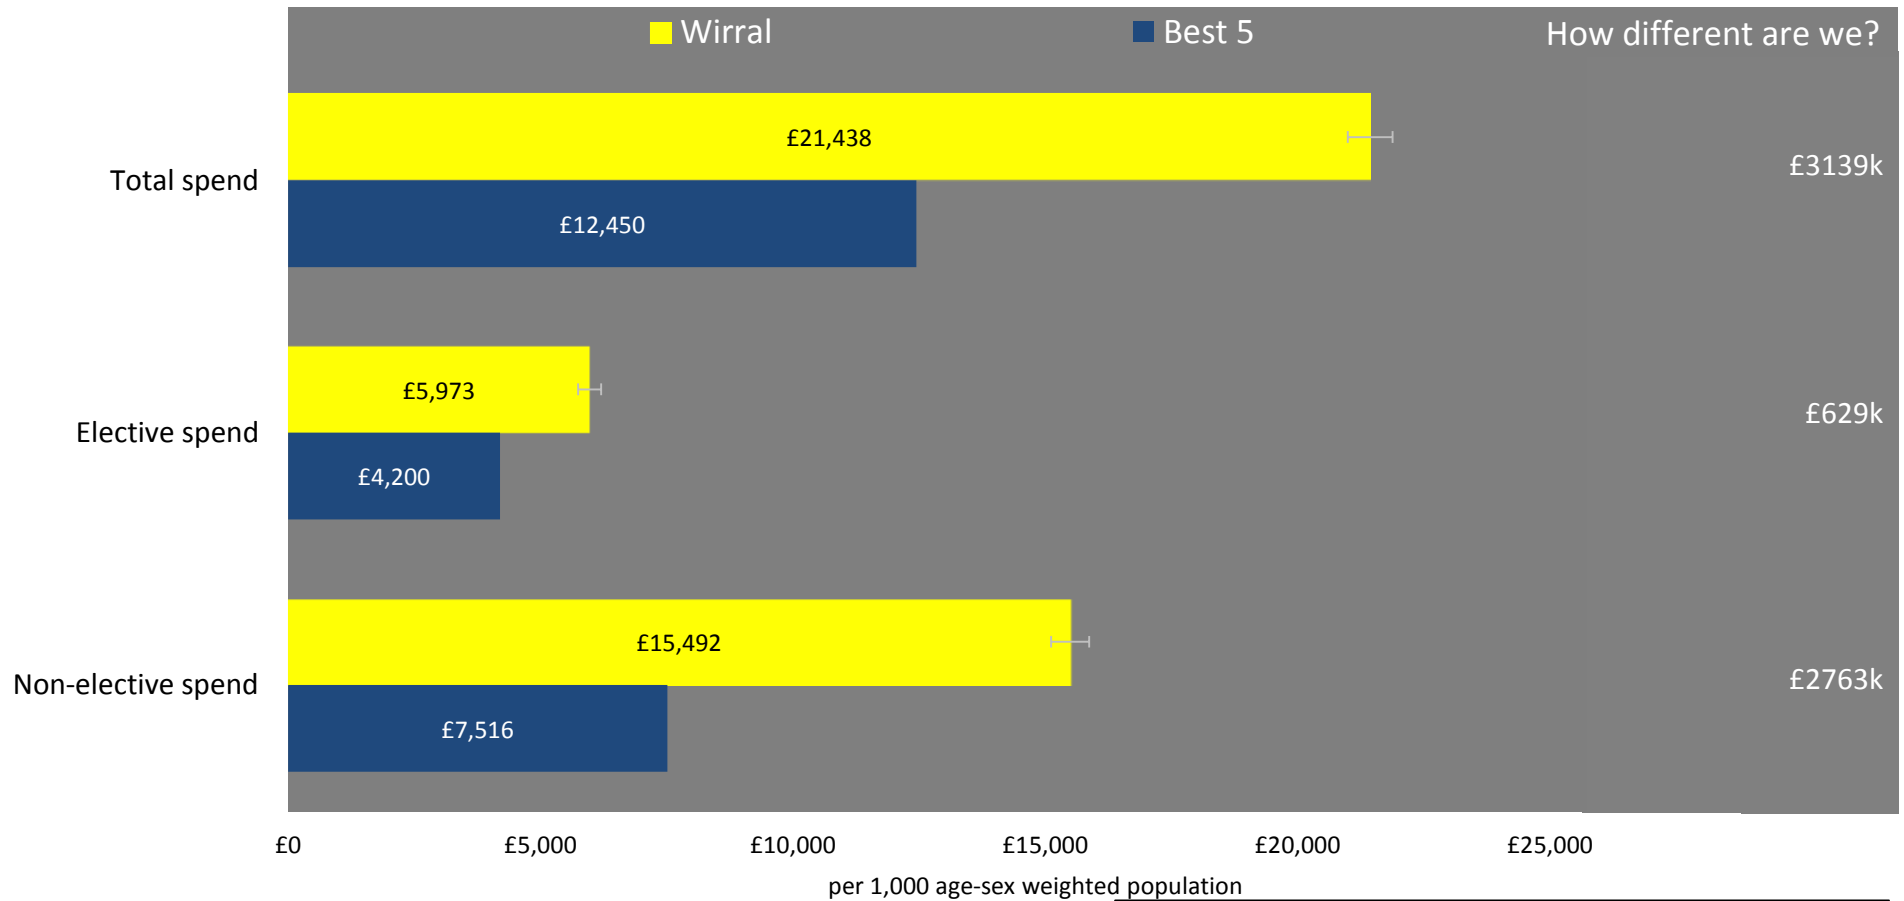 Wirral
Best 5
How different are we?
Total spend
£21,438
£12,450
£3139k
Elective spend
£5,973
£4,200
£629k
Non-elective spend
£15,492
£7,516
£2763k
£0 £5,000 £10,000 £15,000 £20,000 £25,000
per 1,000 age-sex weighted population